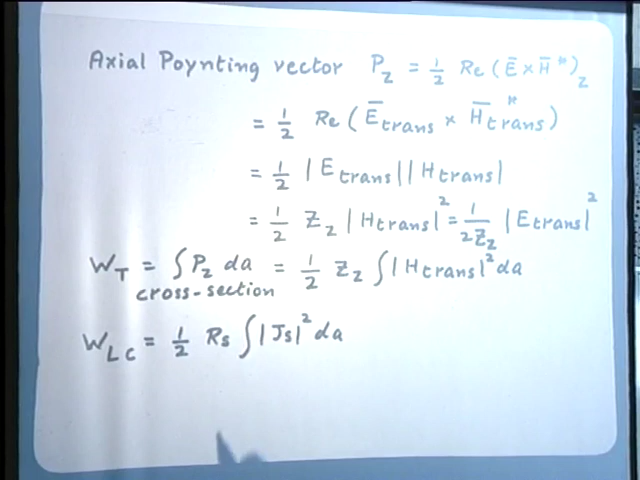 Axial Poynting vector P_z = 1/2 Re (Ē × H̄*)_z
= 1/2 Re (Ē_trans × H̄*_trans)
= 1/2 |E_trans| |H_trans|
= 1/2 Z_z |H_trans|² = 1/2Z_z |E_trans|²
W_T = ∫ P_z da = 1/2 Z_z ∫ |H_trans|² da
cross-section
W_LC = 1/2 R_s ∫ |J_s|² da